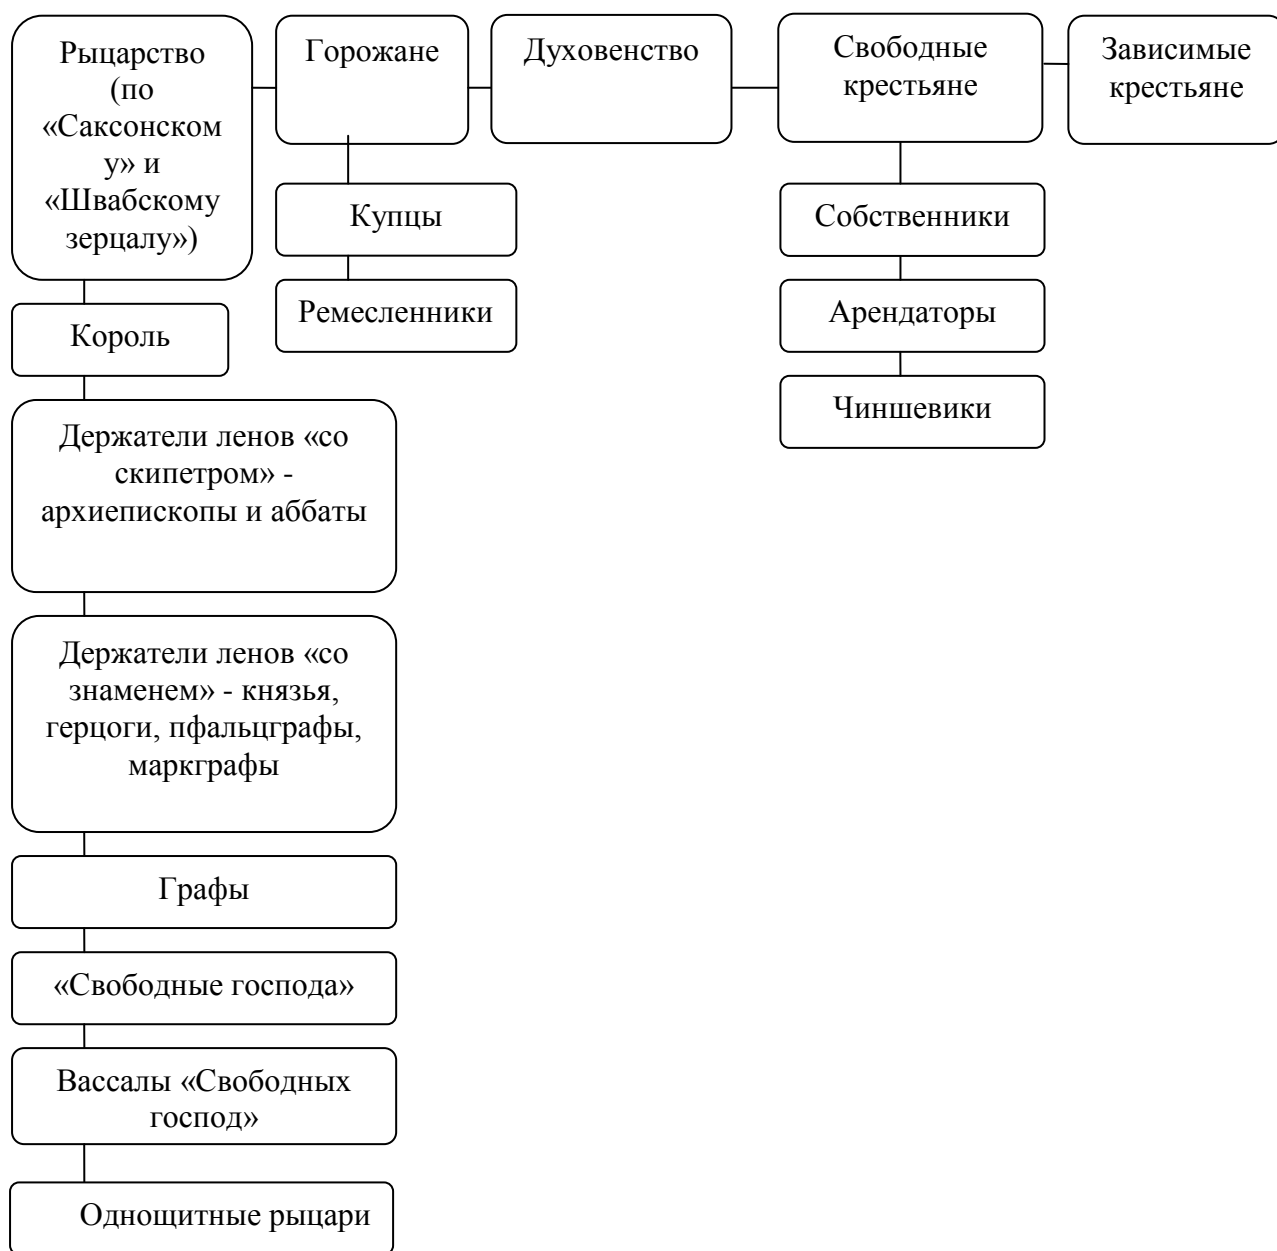 Рыцарство
(по
«Саксонском
у» и
«Швабскому
зерцалу»)
Горожане
Духовенство
Свободные
крестьяне
Зависимые
крестьяне
Купцы
Ремесленники
Собственники
Арендаторы
Чиншевики
Король
Держатели ленов «со
скипетром» -
архиепископы и аббаты
Держатели ленов «со
знаменем» - князья,
герцоги, пфальцграфы,
маркграфы
Графы
«Свободные господа»
Вассалы «Свободных
господ»
Однощитные рыцари